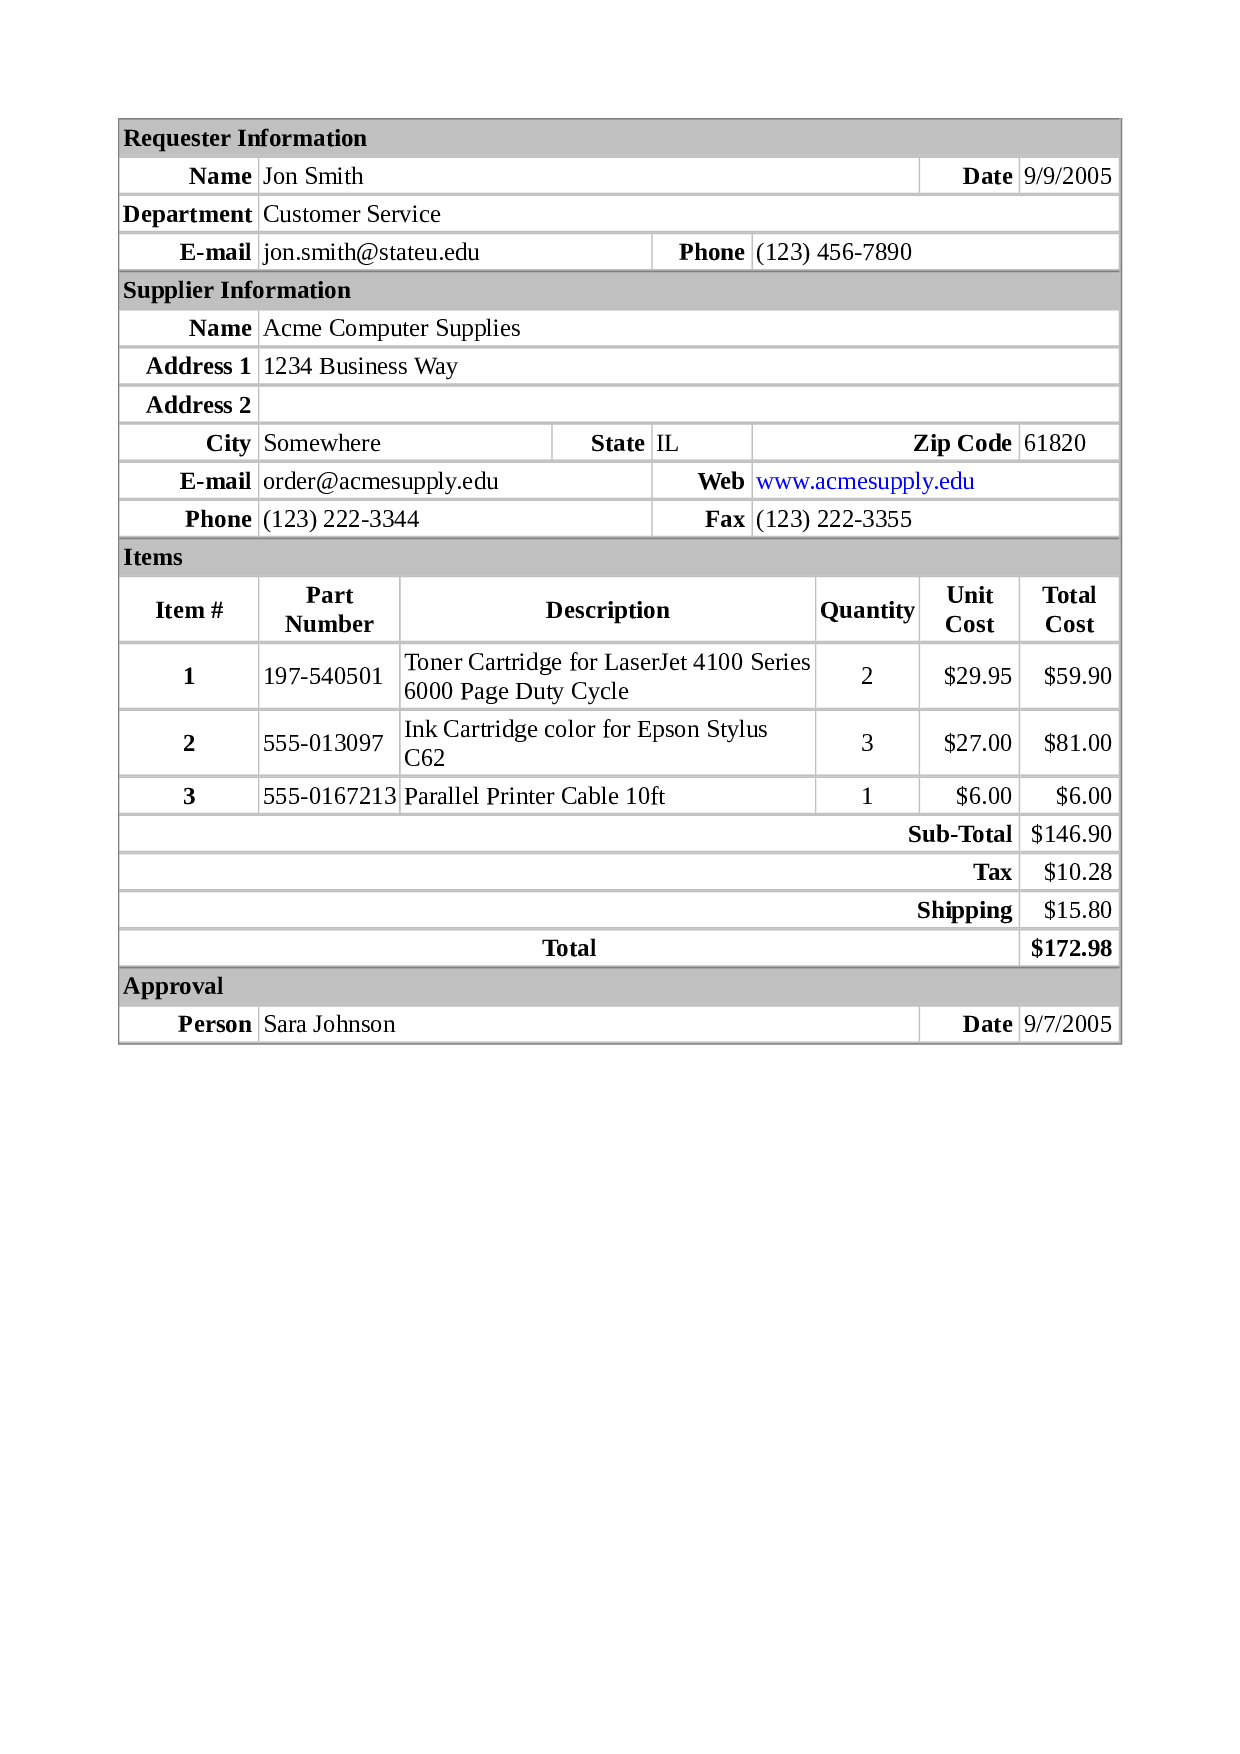 Requester Information
Name Jon Smith Date 9/9/2005
Department Customer Service
E-mail jon.smith@stateu.edu Phone (123) 456-7890
Supplier Information
Name Acme Computer Supplies
Address 1 1234 Business Way
Address 2
City Somewhere State IL Zip Code 61820
E-mail order@acmesupply.edu Web www.acmesupply.edu
Phone (123) 222-3344 Fax (123) 222-3355
Items
Item # Part Number Description Quantity Unit Cost Total Cost
1 197-540501 Toner Cartridge for LaserJet 4100 Series 6000 Page Duty Cycle 2 $29.95 $59.90
2 555-013097 Ink Cartridge color for Epson Stylus C62 3 $27.00 $81.00
3 555-0167213 Parallel Printer Cable 10ft 1 $6.00 $6.00
Sub-Total $146.90
Tax $10.28
Shipping $15.80
Total $172.98
Approval
Person Sara Johnson Date 9/7/2005